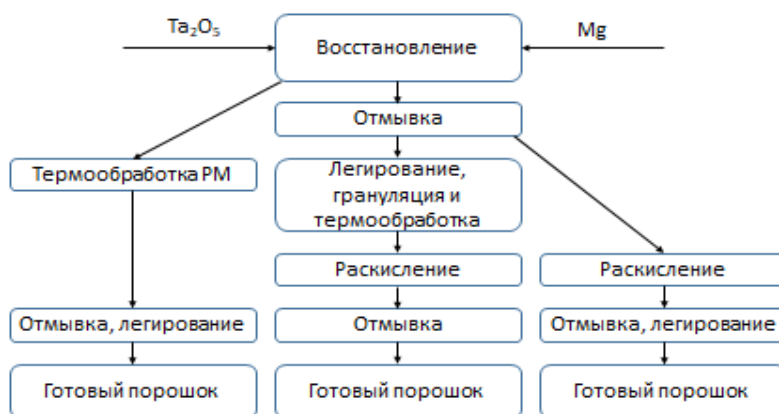 Ta₂O₅
Mg
Восстановление
Отмывка
Термообработка РМ
Легирование,
грануляция и
термообработка
Раскисление
Раскисление
Отмывка, легирование
Отмывка
Отмывка, легирование
Готовый порошок
Готовый порошок
Готовый порошок